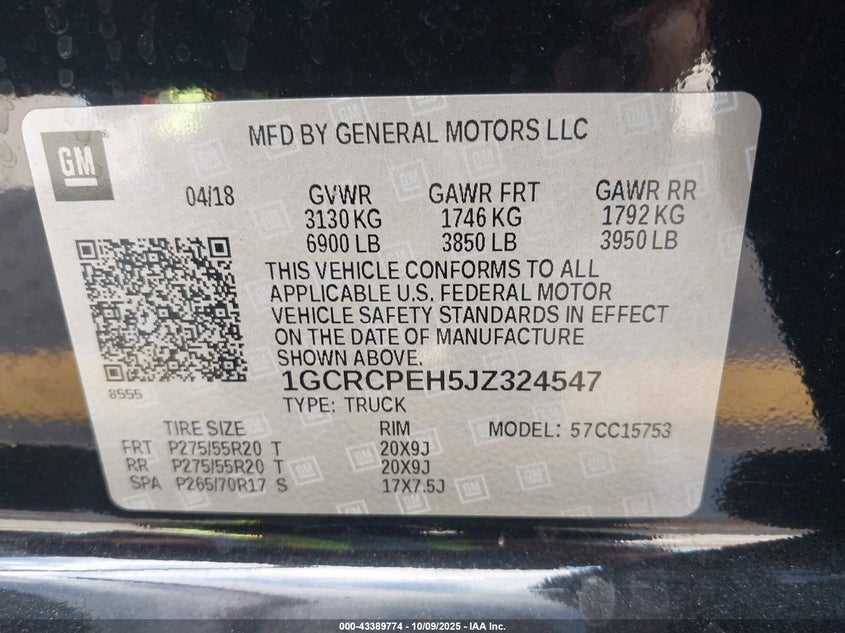 MFD BY GENERAL MOTORS LLC
GM
04/18 GVWR GAWR FRT GAWR RR
3130 KG 1746 KG 1792 KG
6900 LB 3850 LB 3950 LB
THIS VEHICLE CONFORMS TO ALL
APPLICABLE U.S. FEDERAL MOTOR
VEHICLE SAFETY STANDARDS IN EFFECT
ON THE DATE OF MANUFACTURE
SHOWN ABOVE.
8555
1GCRCPEH5JZ324547
TYPE: TRUCK
TIRE SIZE RIM MODEL: 57CC15753
FRT P275/55R20 T 20X9J
RR P275/55R20 T 20X9J
SPA P265/70R17 S 17X7.5J
000-43389774 | 10/09/2025 | IAA Inc.